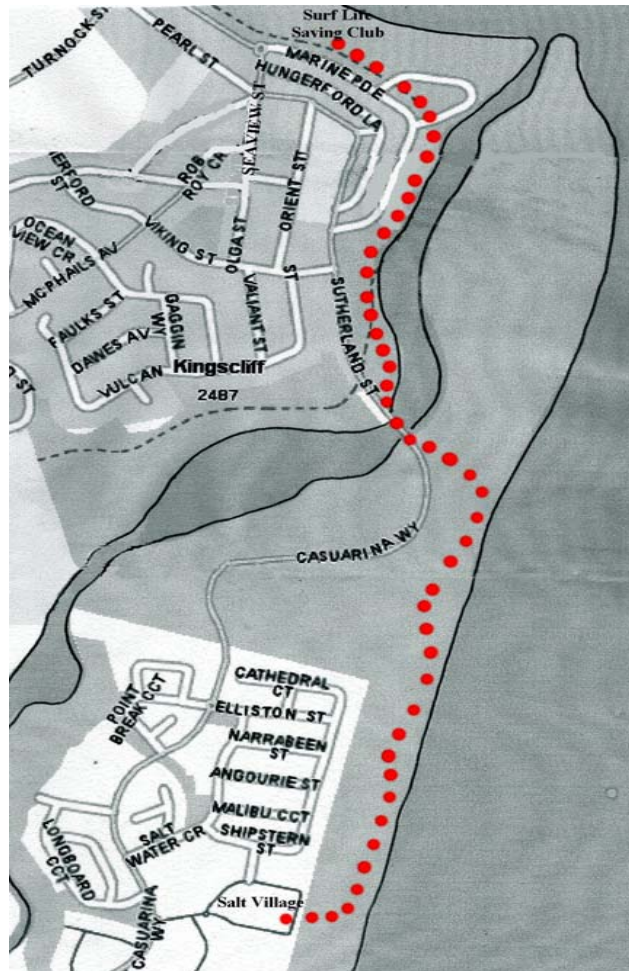 Surf Life
Saving Club
TURNOCK ST
PEARL ST
MARINE PDE
HUNGERFORD LA
SEAVIEW ST
ROB
ROY CR
ERFORD
ST
ORIENT ST
OCEAN
VIEW CR
VIKING ST
OLGA ST
ST
MCPHAILS AV
VALIANT ST
SUTHERLAND ST
FAULKS ST
GAGGIN
WY
DAWES AV
ST
VULCAN
Kingscliff
2487
CASUARINA WY
CATHEDRAL
CT
POINT
BREAK CCT
ELLISTON ST
NARRABEEN
ST
ANGOURIE ST
MALIBU CCT
SALT
WATER CR
SHIPSTERN
ST
LONGBOARD
CCT
Salt Village
CASUARINA
WY